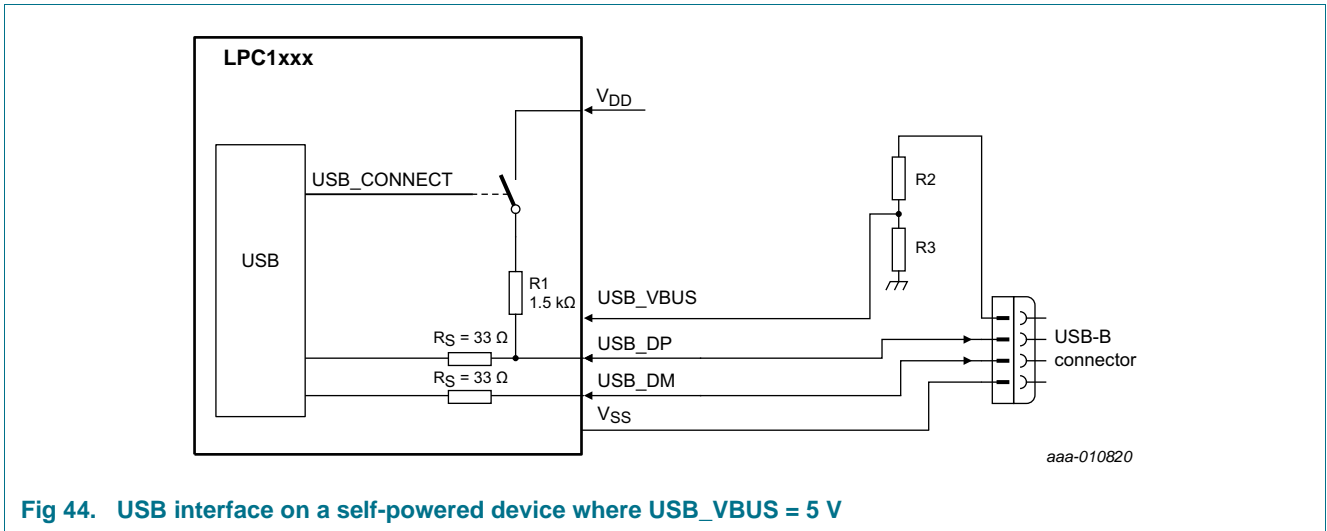 LPC1xxx
VDD
USB_CONNECT
R2
USB
R3
R1
1.5 kΩ
USB_VBUS
RS = 33 Ω
USB_DP
USB-B
connector
RS = 33 Ω
USB_DM
VSS
aaa-010820
Fig 44. USB interface on a self-powered device where USB_VBUS = 5 V